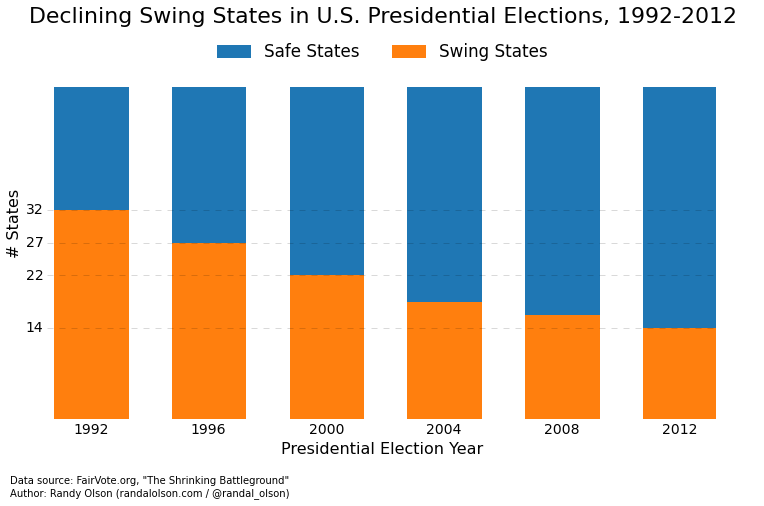 Declining Swing States in U.S. Presidential Elections, 1992-2012
Safe States
Swing States
# States
32
27
22
14
1992
1996
2000
2004
2008
2012
Presidential Election Year
Data source: FairVote.org, "The Shrinking Battleground"
Author: Randy Olson (randalolson.com / @randal_olson)